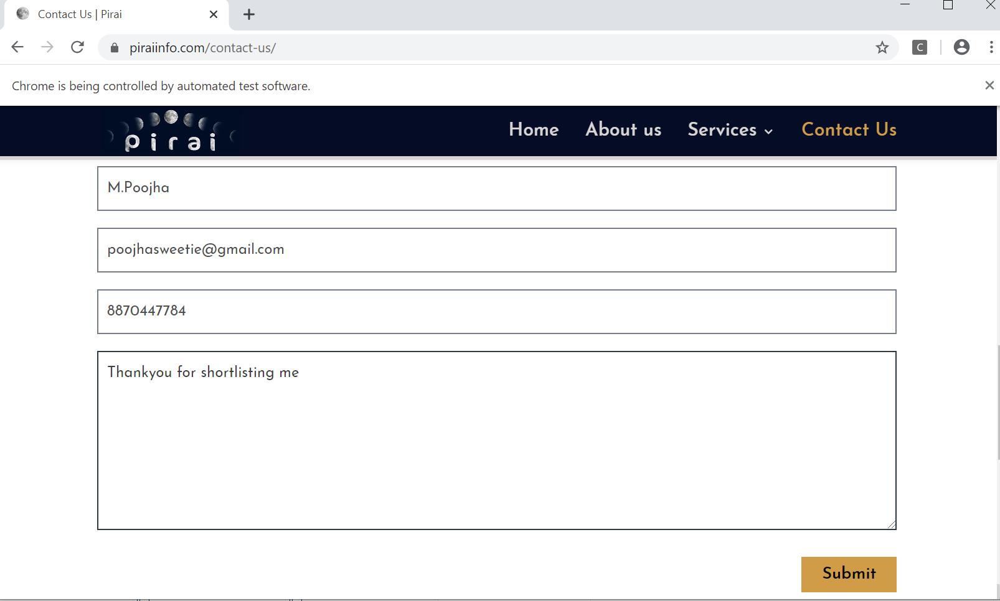 Contact Us | Pirai
piraiinfo.com/contact-us/
C
Chrome is being controlled by automated test software.
pirai
Home About us Services Contact Us
M.Poojha
poojhasweetie@gmail.com
8870447784
Thankyou for shortlisting me
Submit